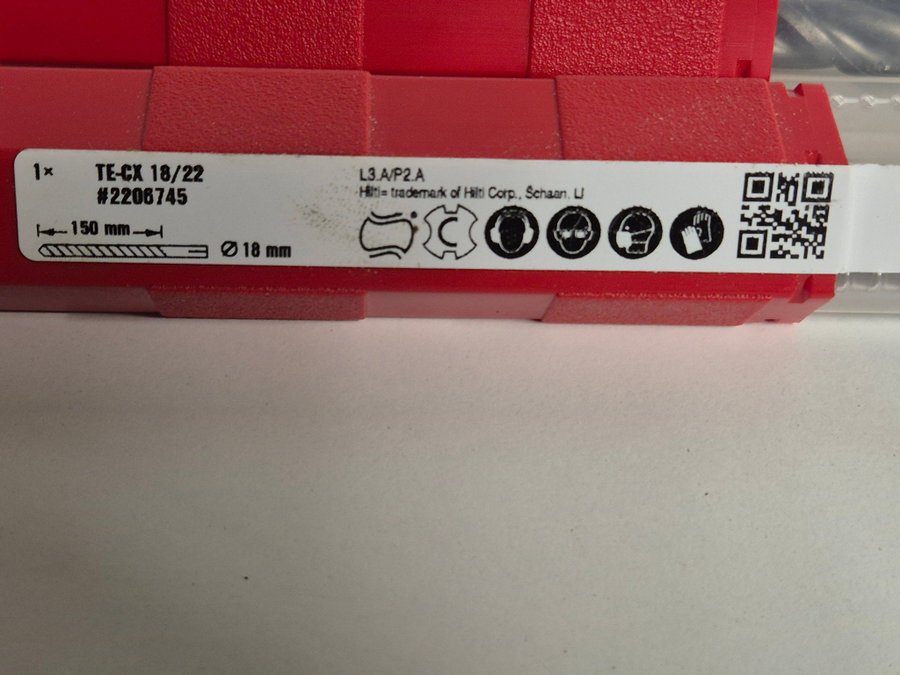 1×
TE-CX 18/22
#2206745
150 mm
Ø 18 mm
L3.A/P2.A
Hilti= trademark of Hilti Corp., Schaan, LI
C